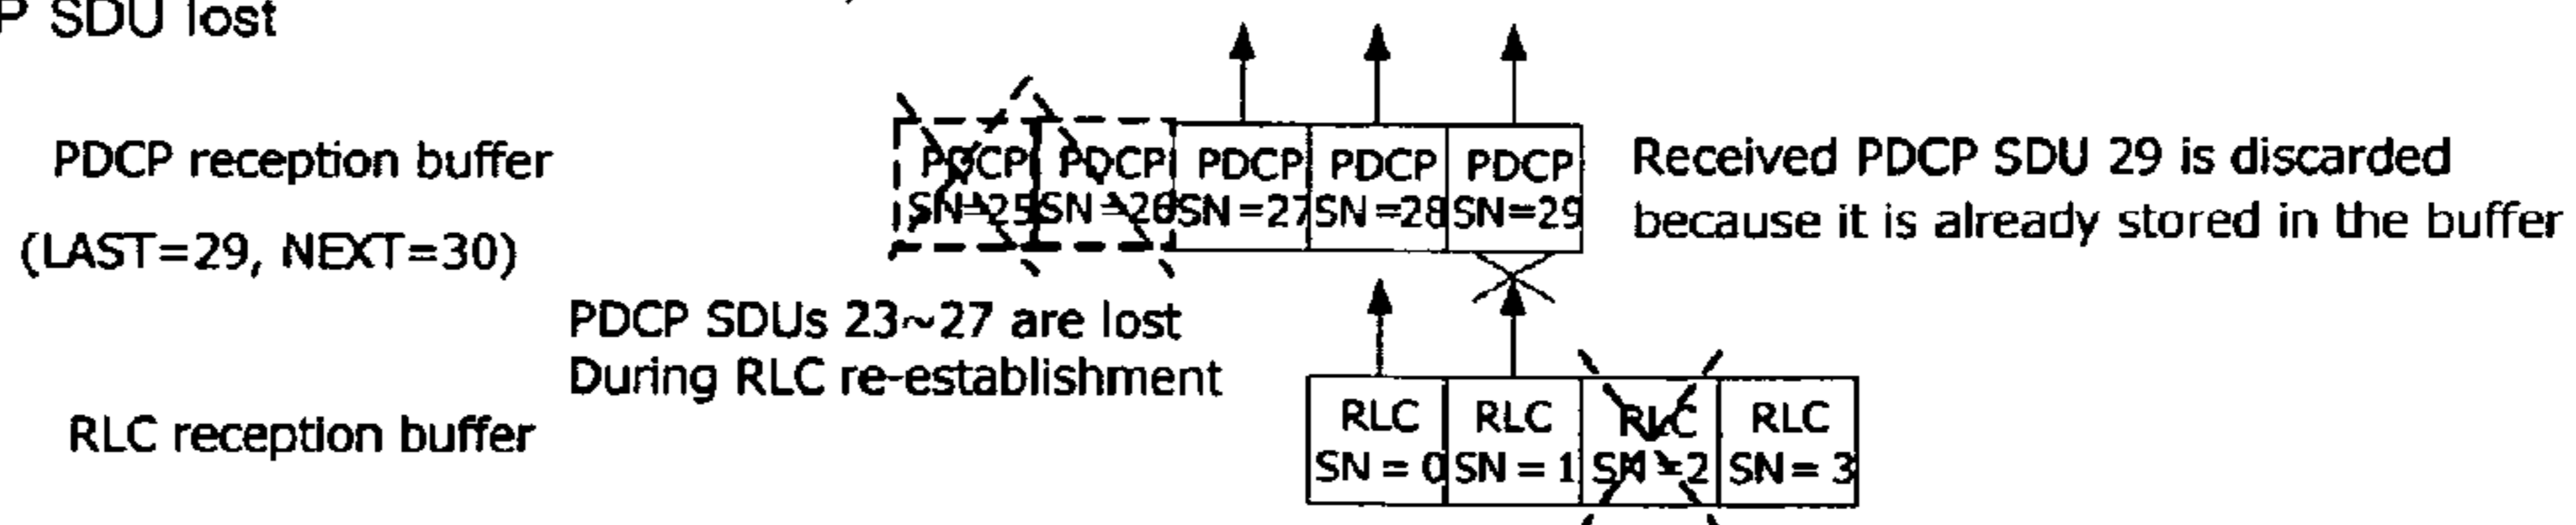 P SDU lost
PDCP reception buffer
(LAST=29, NEXT=30)
PDCP PDCP PDCP PDCP PDCP
SN=25 SN=26 SN=27 SN=28 SN=29
Received PDCP SDU 29 is discarded
because it is already stored in the buffer
PDCP SDUs 23~27 are lost
During RLC re-establishment
RLC reception buffer
RLC RLC RLC RLC
SN = 0 SN = 1 SN = 2 SN = 3